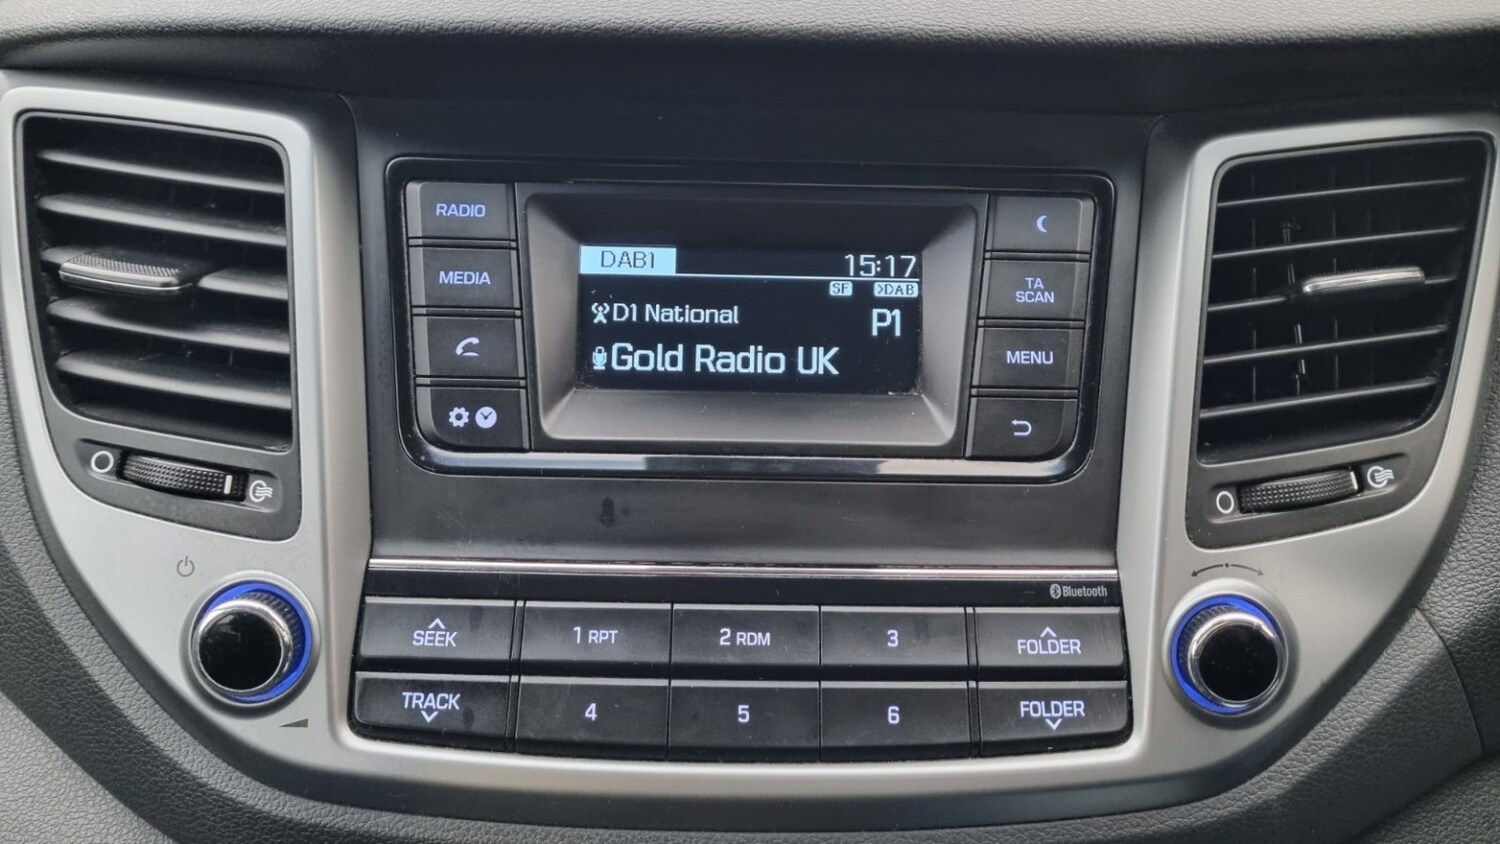 RADIO
MEDIA
DAB1
15:17
SF >DAB
D1 National
P1
Gold Radio UK
TA
SCAN
MENU
Bluetooth
SEEK
1 RPT
2 RDM
3
FOLDER
TRACK
4
5
6
FOLDER